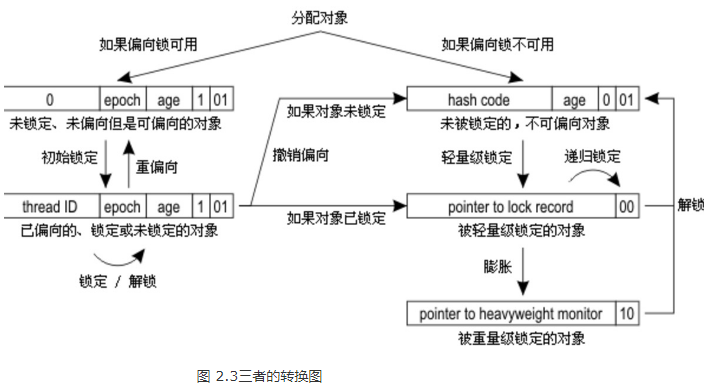 分配对象
如果偏向锁可用
如果偏向锁不可用
0 epoch age 1 01
hash code age 0 01
未锁定、未偏向但是可偏向的对象
如果对象未锁定
未被锁定的，不可偏向对象
初始锁定
重偏向
撤销偏向
轻量级锁定
递归锁定
thread ID epoch age 1 01
pointer to lock record 00
解锁
已偏向的、锁定或未锁定的对象
如果对象已锁定
被轻量级锁定的对象
锁定 / 解锁
膨胀
pointer to heavyweight monitor 10
被重量级锁定的对象
图 2.3三者的转换图